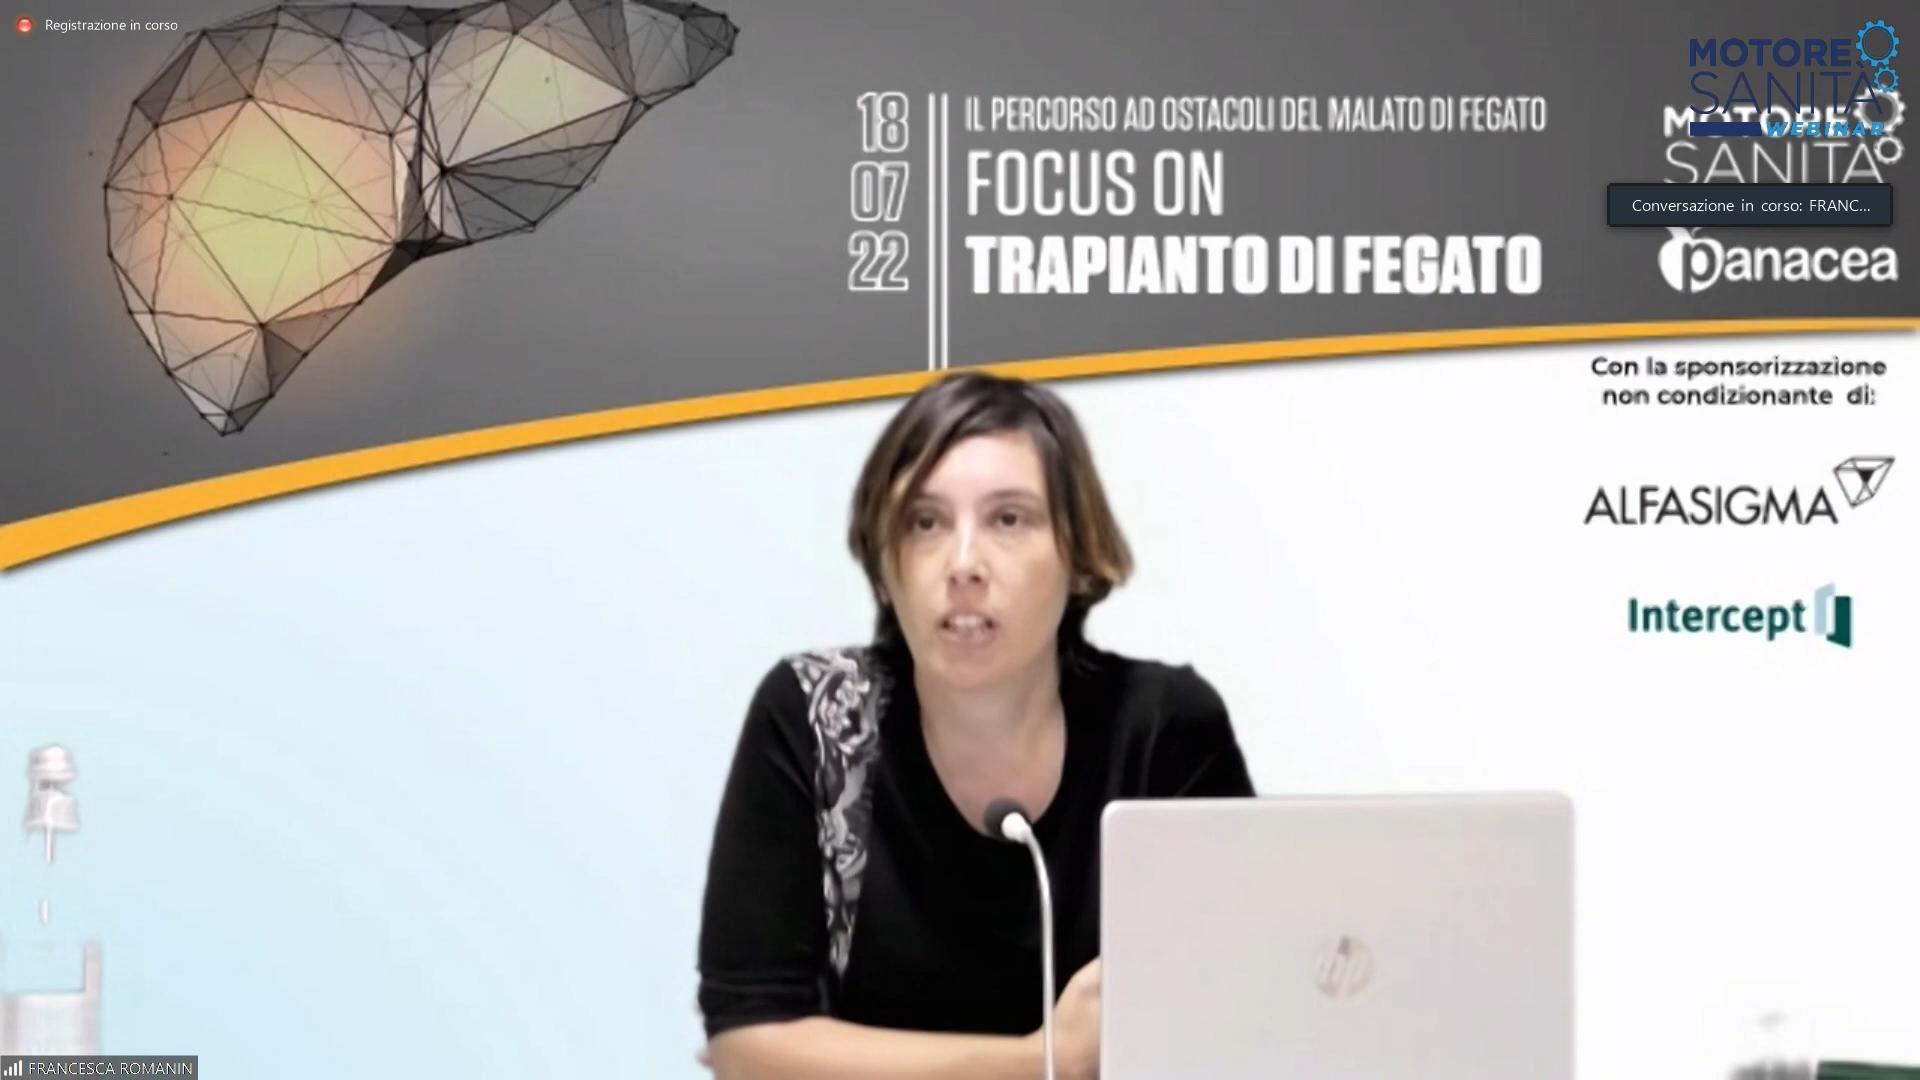 Registrazione in corso
MOTORE
SANITÀ
WEBINAR
18
07
22
IL PERCORSO AD OSTACOLI DEL MALATO DI FEGATO
FOCUS ON
TRAPIANTO DI FEGATO
MOTORE
SANITÀ
Conversazione in corso: FRANC...
panacea
Con la sponsorizzazione
non condizionante di:
ALFASIGMA
Intercept
hp
FRANCESCA ROMANIN